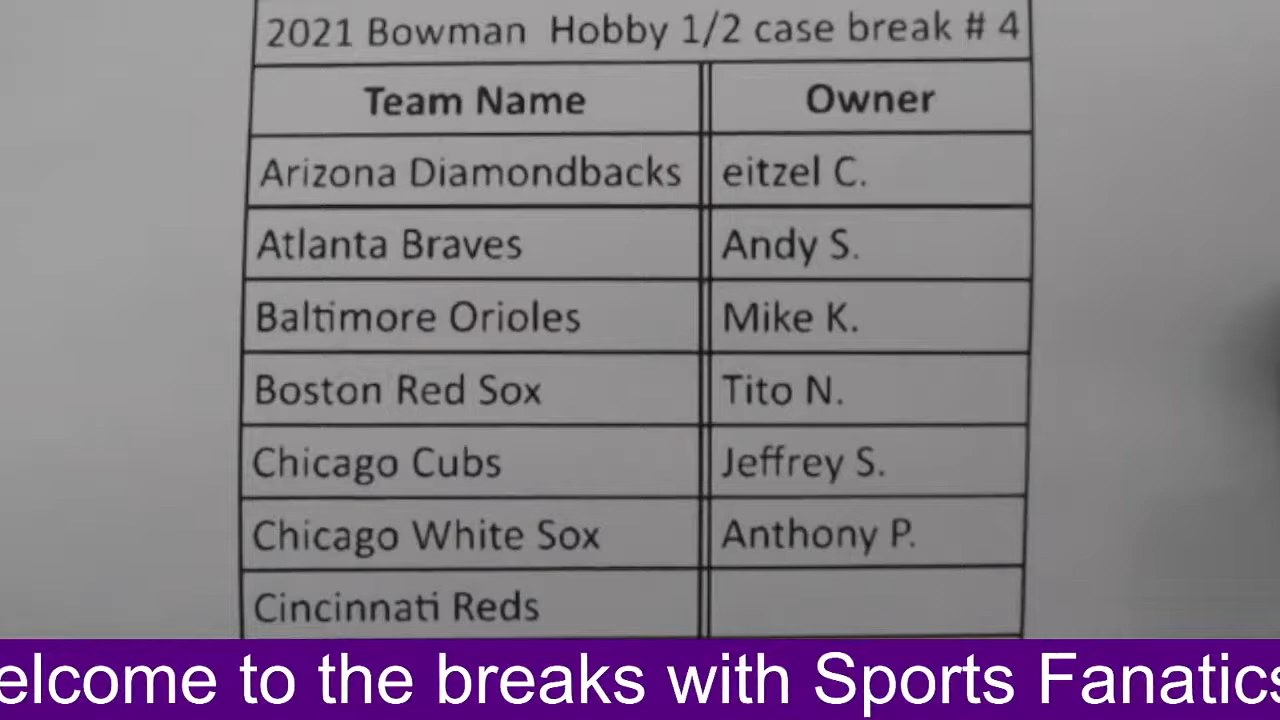 2021 Bowman Hobby 1/2 case break # 4
Team Name Owner
Arizona Diamondbacks eitzel C.
Atlanta Braves Andy S.
Baltimore Orioles Mike K.
Boston Red Sox Tito N.
Chicago Cubs Jeffrey S.
Chicago White Sox Anthony P.
Cincinnati Reds
elcome to the breaks with Sports Fanatics